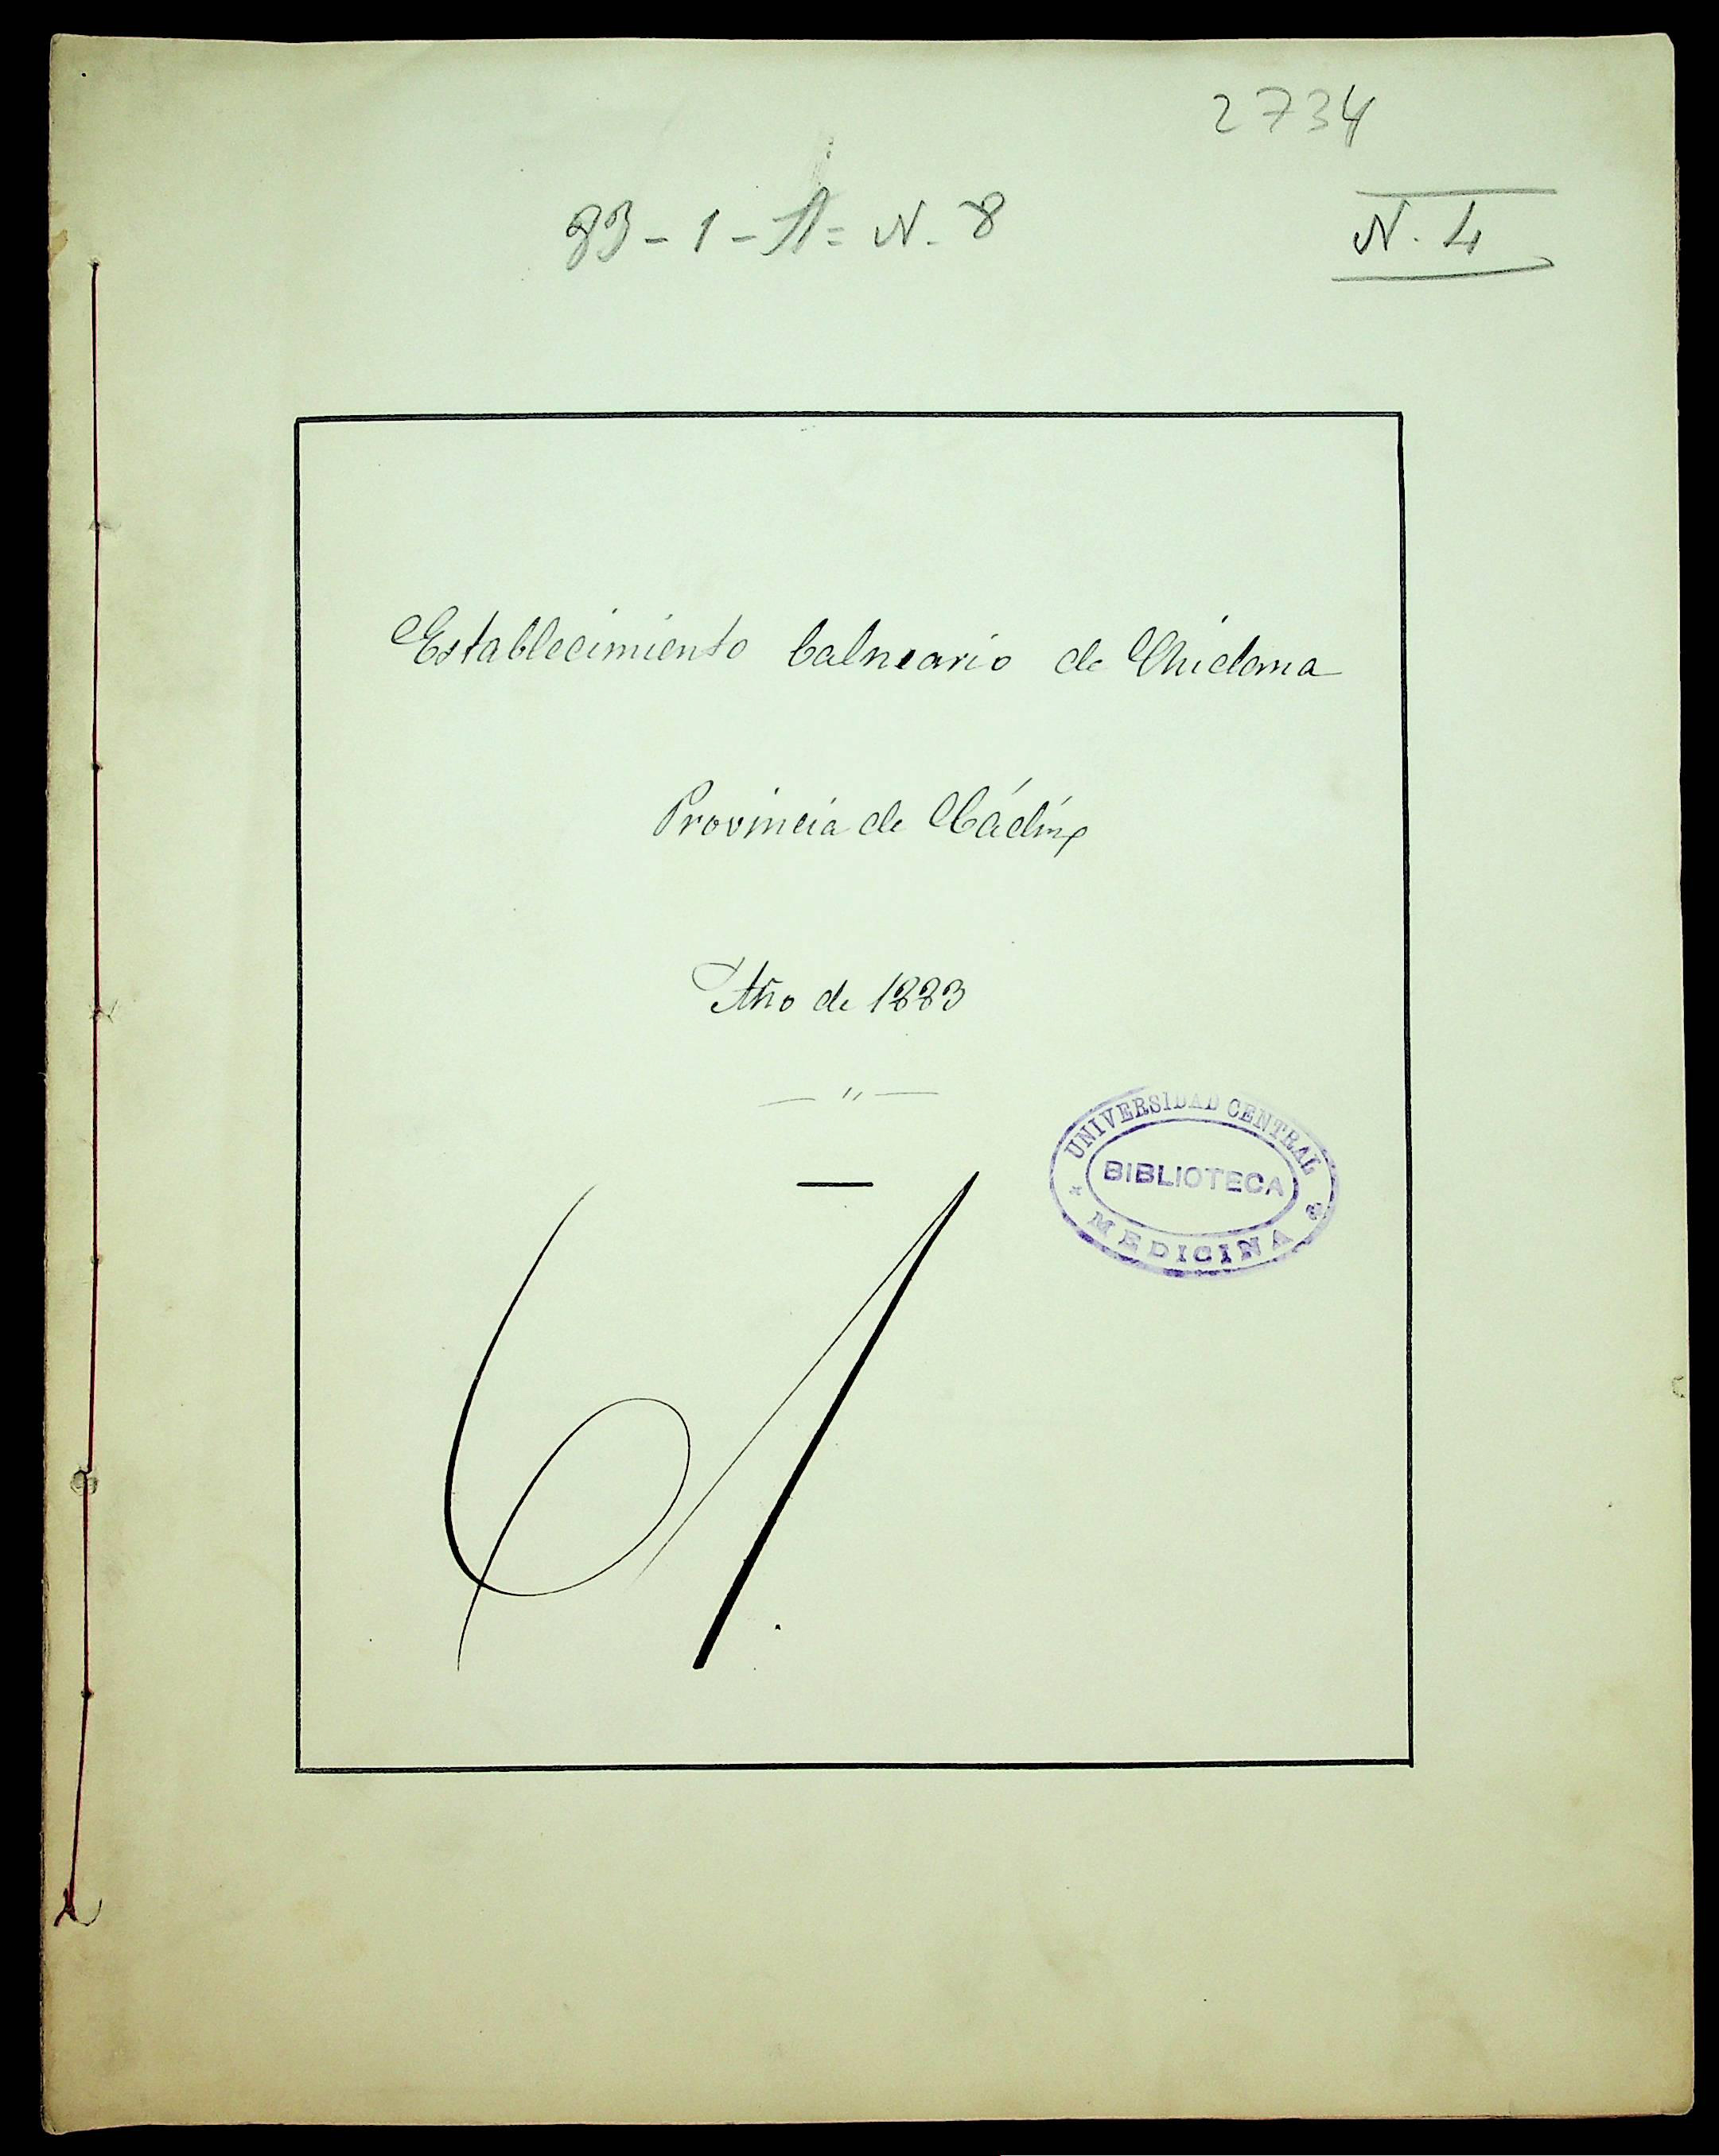 2734
83-1-A= N. 8
N. 4
Establecimiento balneario de Chiclana
Provincia de Cádiz
Año de 1883
UNIVERSIDAD CENTRAL
BIBLIOTECA
MEDICINA